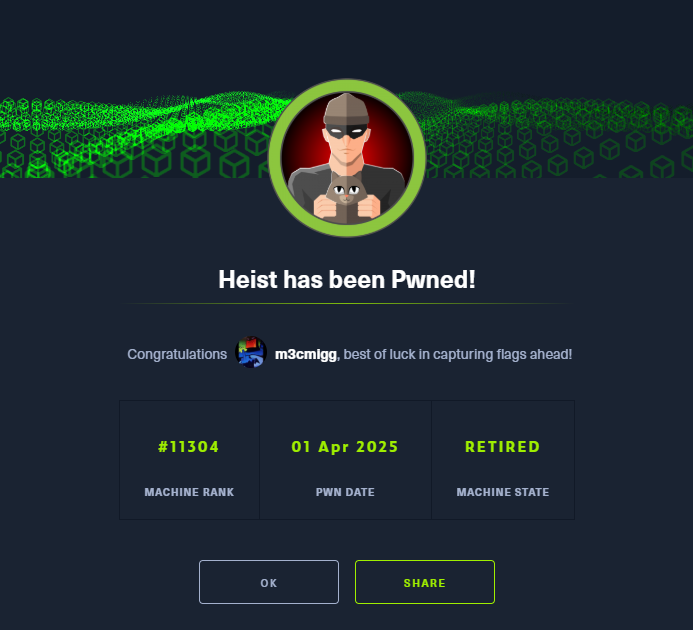 Heist has been Pwned!
Congratulations m3cmlgg, best of luck in capturing flags ahead!
#11304 01 Apr 2025 RETIRED
MACHINE RANK PWN DATE MACHINE STATE
OK SHARE